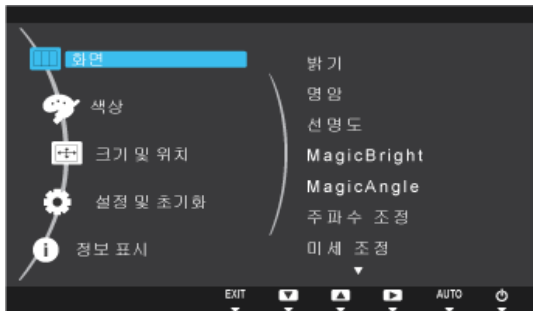 화면
색상
크기 및 위치
설정 및 초기화
정보 표시
밝기
명암
선명도
MagicBright
MagicAngle
주파수 조정
미세 조정
EXIT
AUTO